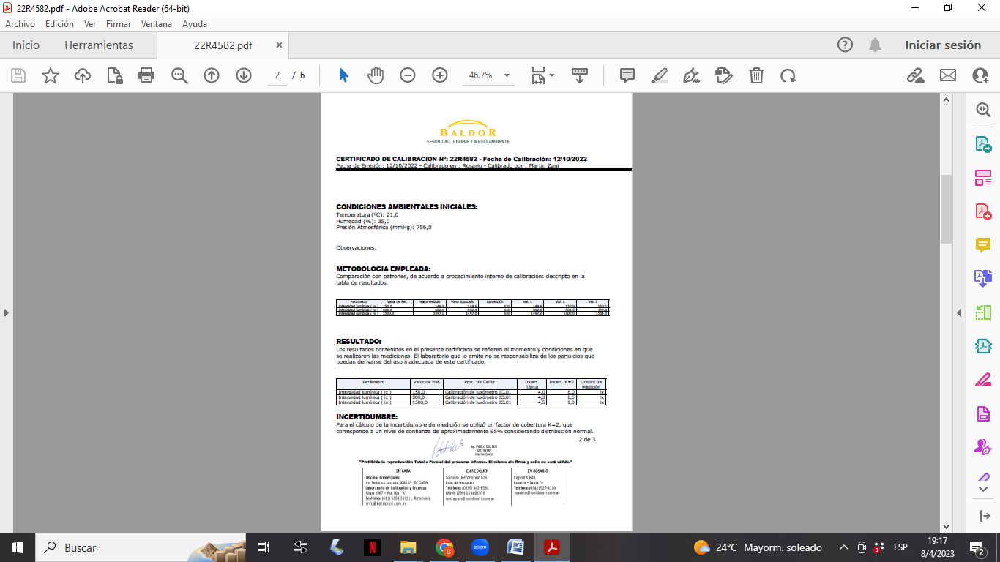 22R4582.pdf - Adobe Acrobat Reader (64-bit)
Archivo Edición Ver Firmar Ventana Ayuda
Inicio Herramientas 22R4582.pdf Iniciar sesión
2 / 6 46.7%
BALDOR
SEGURIDAD, HIGIENE Y MEDIO AMBIENTE
CERTIFICADO DE CALIBRACION Nº: 22R4582 - Fecha de Calibración: 12/10/2022
Fecha de Emisión: 12/10/2022 - Calibrado en : Rosario - Calibrado por : Martin Zani
CONDICIONES AMBIENTALES INICIALES:
Temperatura (ºC): 21,0
Humedad (%): 35,0
Presión Atmosférica (mmHg): 756,0
Observaciones:
METODOLOGIA EMPLEADA:
Comparación con patrones, de acuerdo a procedimiento interno de calibración: descripto en la
tabla de resultados.
Parámetro Valor de Ref. Valor Medido Valor Ajustado Corrección Val. 1 Val. 2 Val. 3
Intensidad lumínica ( lx ) 150,0 149,9 149,9 0,0 149,9 150,0 150,1
Intensidad lumínica ( lx ) 500,0 502,0 502,0 0,0 502,0 504,0 499,0
Intensidad lumínica ( lx ) 1500,0 1497,0 1497,0 0,0 1497,0 1500,0 1504,0
RESULTADO:
Los resultados contenidos en el presente certificado se refieren al momento y condiciones en que
se realizaron las mediciones. El laboratorio que lo emite no se responsabiliza de los perjuicios que
puedan derivarse del uso inadecuada de este certificado.
Parámetro Valor de Ref. Proc. de Calibr. Incert. Típica Incert. K=2 Unidad de Medición
Intensidad lumínica ( lx ) 150,0 Calibración de luxómetro ICL01 4,0 8,0 lx
Intensidad lumínica ( lx ) 500,0 Calibración de luxómetro ICL01 4,3 8,5 lx
Intensidad lumínica ( lx ) 1500,0 Calibración de luxómetro ICL01 4,5 9,0 lx
INCERTIDUMBRE:
Para el cálculo de la incertidumbre de medición se utilizó un factor de cobertura K=2, que
corresponde a un nivel de confianza de aproximadamente 95% considerando distribución normal.
2 de 3
Ing. PABLO DOLBER
"Prohibida la reproducción Total o Parcial del presente informe. El mismo sin firma y sello no será válido."
EN CABA EN NEUQUEN EN ROSARIO
Oficinas Comerciales Soldado Desconocido 626 Laprida 641
Av. Federico Lacroze 3080 1º "B" CABA Pcia. de Neuquén Rosario – Santa Fe
Laboratorio de Calibración y Entregas Teléfono: (0299) 442-6581 Teléfono (0341) 527-4114
Palpa 2867 – Pta. Bja. "A" Móvil: (299) 15 4021379 rosario@baldorsrl.com.ar
Teléfono: (011) 5238-2612 (L. Rotativas) neuquen@baldorsrl.com.ar
info@baldorsrl.com.ar
Buscar 24°C Mayorm. soleado ESP 19:17
8/4/2023 2